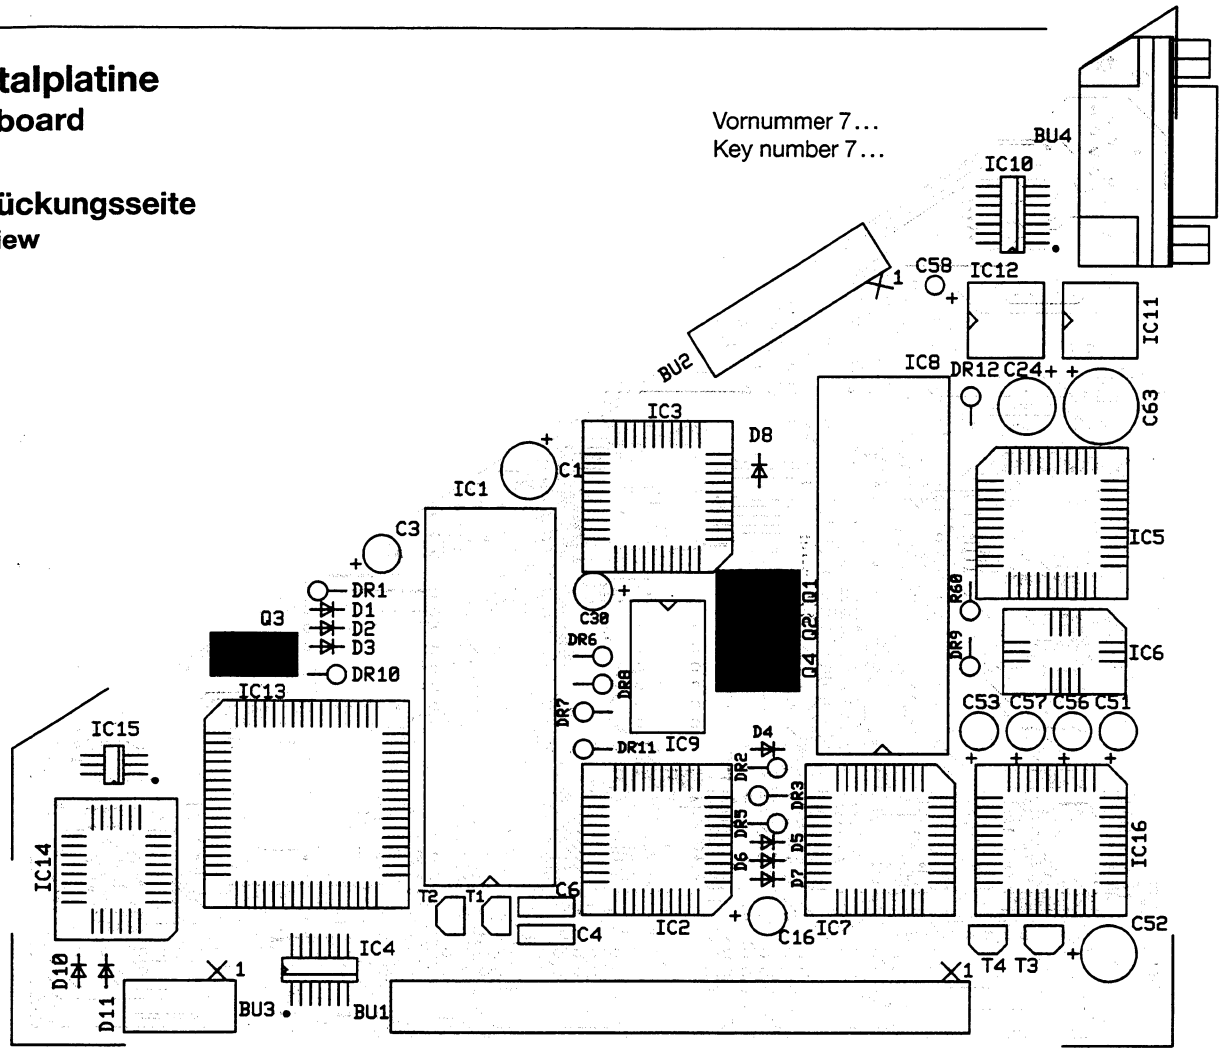 talplatine
board
Vornummer 7...
Key number 7...
ückungsseite
iew
BU4
IC10
C58
IC12
1
IC11
BU2
IC8
DR12
C24
C63
IC3
D8
C1
IC1
C3
IC5
DR1
D1
D2
D3
Q3
DR10
IC13
C30
DR6
DR8
DR7
DR11
IC9
Q1
Q2
Q4
R60
DR9
IC6
C53
C57
C56
C51
IC15
D4
DR2
DR3
DR5
D5
D6
D7
IC14
IC16
T2
T1
C6
C4
IC2
C16
IC7
C52
T4
T3
D10
D11
1
BU3
IC4
BU1
1